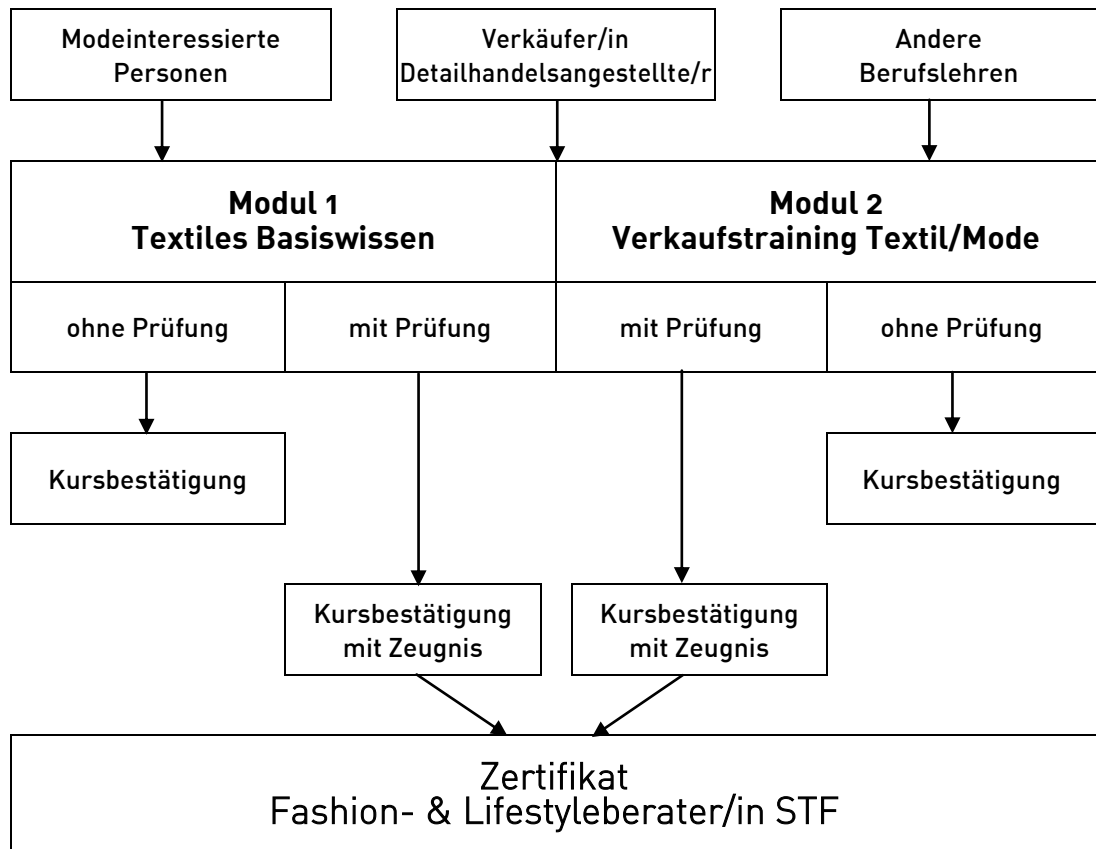 Modeinteressierte
Personen
Verkäufer/in
Detailhandelsangestellte/r
Andere
Berufslehren
Modul 1
Textiles Basiswissen
Modul 2
Verkaufstraining Textil/Mode
ohne Prüfung
mit Prüfung
mit Prüfung
ohne Prüfung
Kursbestätigung
Kursbestätigung
Kursbestätigung
mit Zeugnis
Kursbestätigung
mit Zeugnis
Zertifikat
Fashion- & Lifestyleberater/in STF